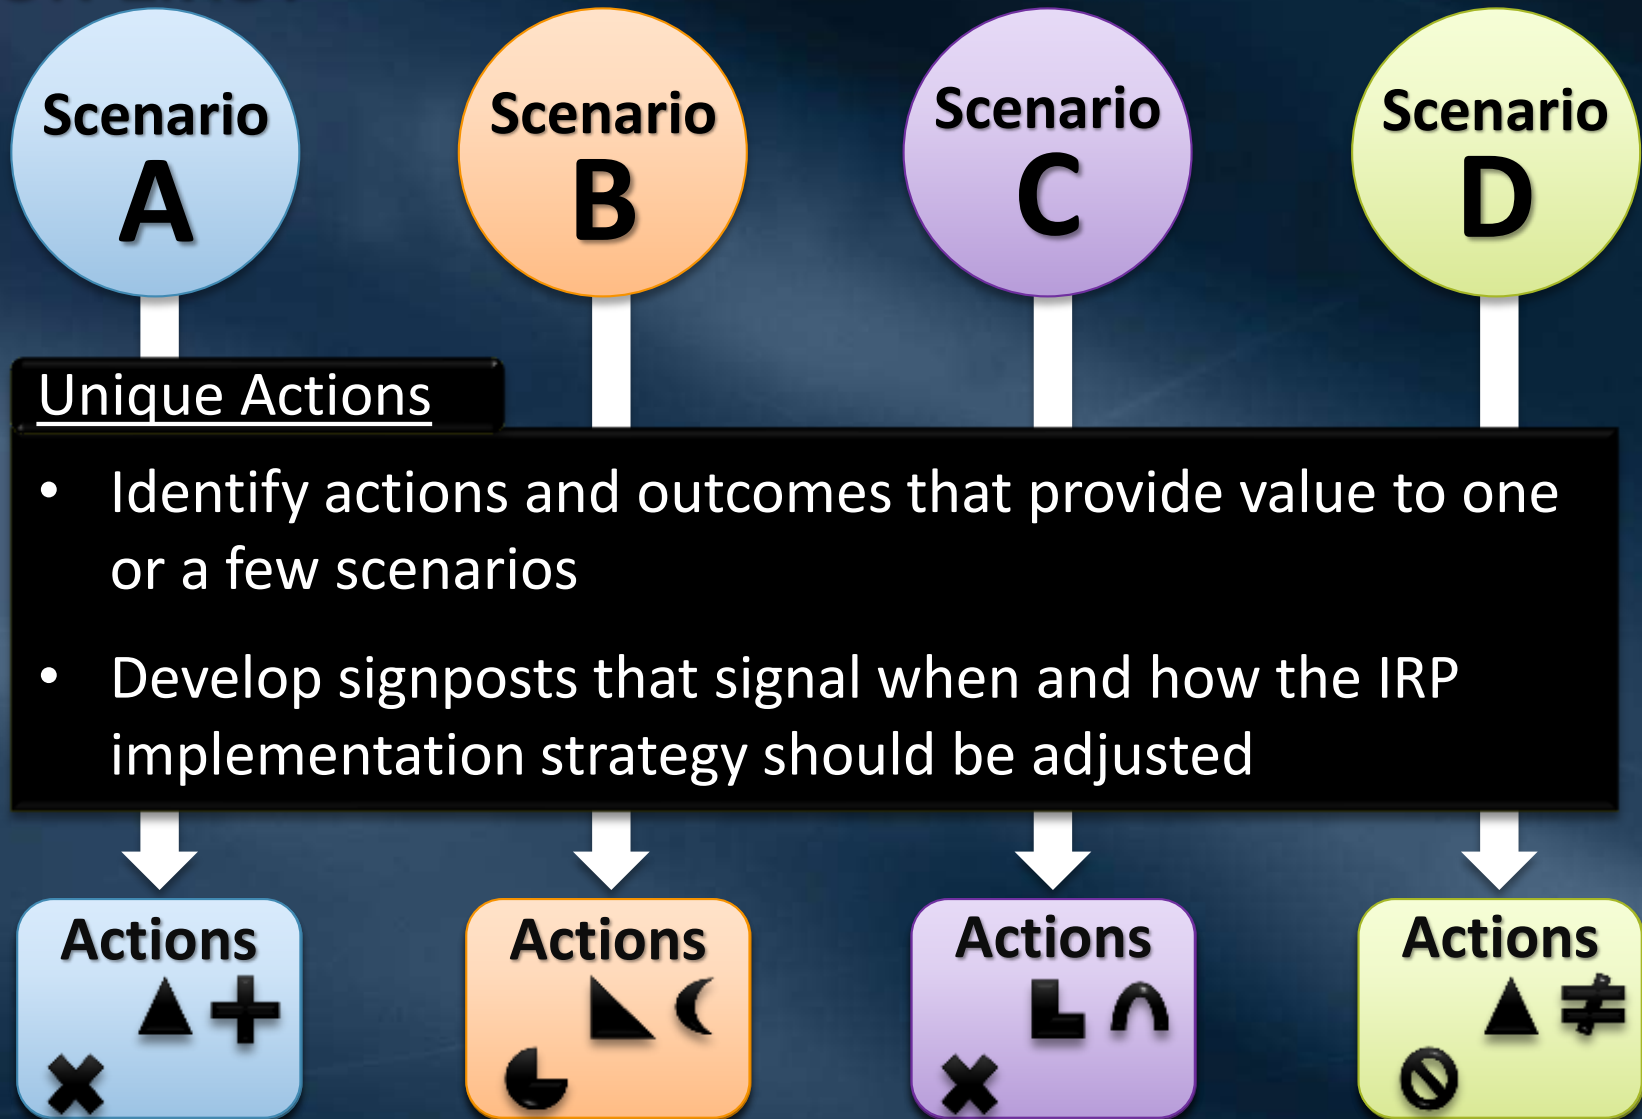 Scenario
A
Scenario
B
Scenario
C
Scenario
D
Unique Actions
• Identify actions and outcomes that provide value to one
or a few scenarios
• Develop signposts that signal when and how the IRP
implementation strategy should be adjusted
Actions
Actions
Actions
Actions